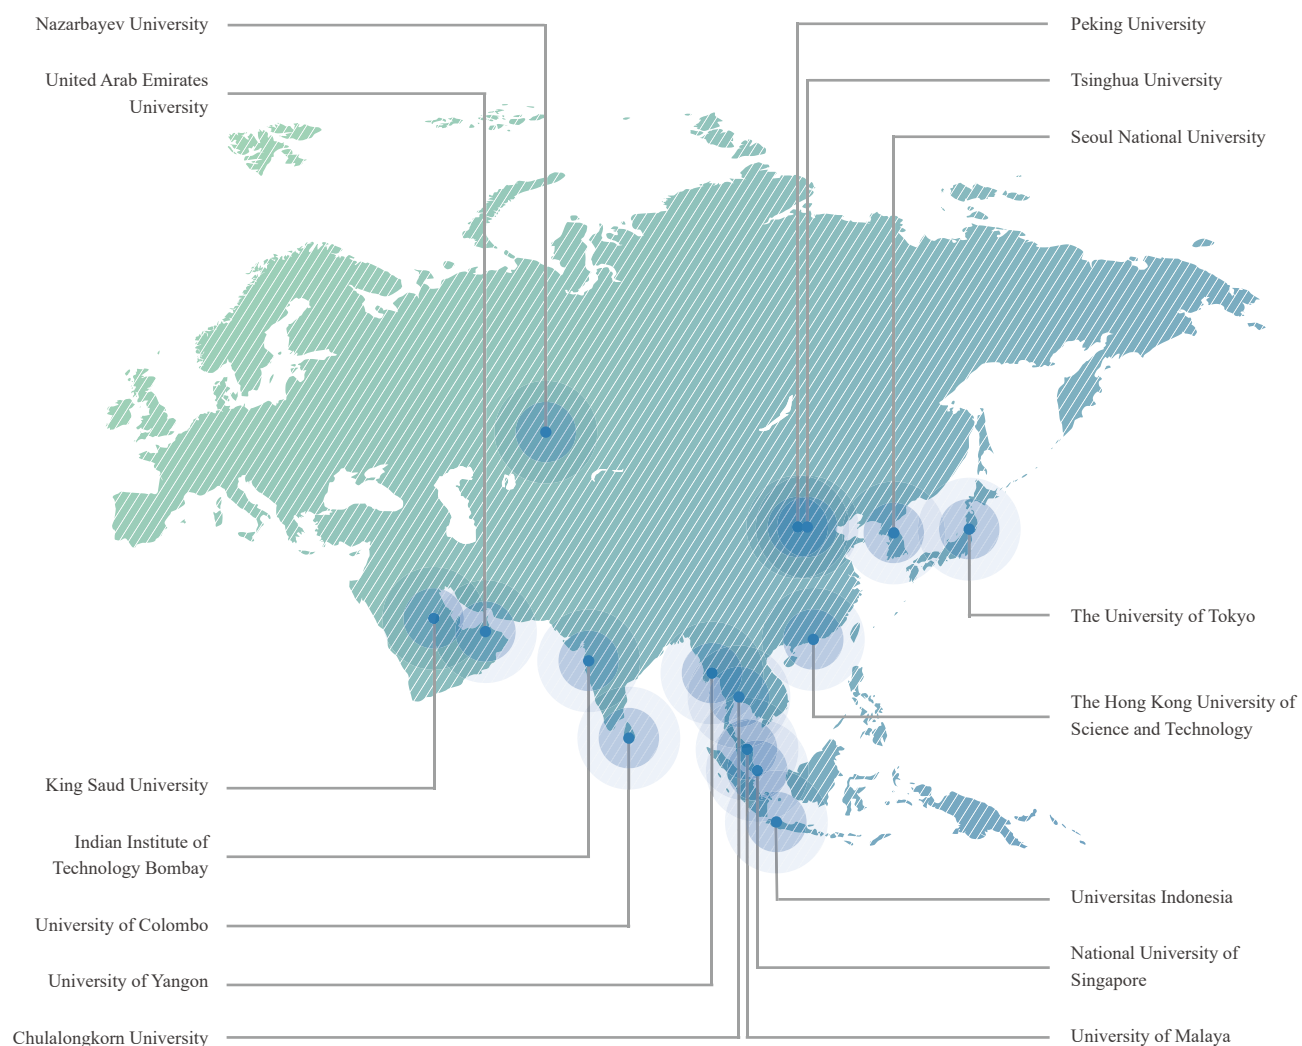 Nazarbayev University
United Arab Emirates
University
King Saud University
Indian Institute of
Technology Bombay
University of Colombo
University of Yangon
Chulalongkorn University
Peking University
Tsinghua University
Seoul National University
The University of Tokyo
The Hong Kong University of
Science and Technology
Universitas Indonesia
National University of
Singapore
University of Malaya